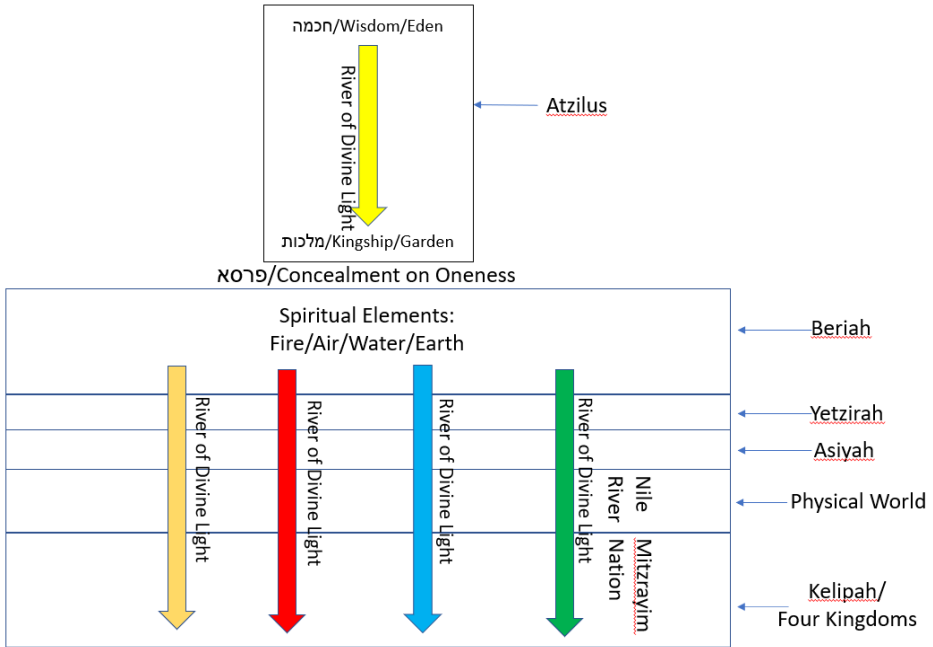 חכמה/Wisdom/Eden
River of Divine Light
Atzilus
מלכות/Kingship/Garden
פרסא/Concealment on Oneness
Spiritual Elements:
Fire/Air/Water/Earth
Beriah
River of Divine Light
River of Divine Light
River of Divine Light
River of Divine Light
Yetzirah
Asiyah
Nile
River
Physical World
Mitzrayim
Nation
Kelipah/
Four Kingdoms